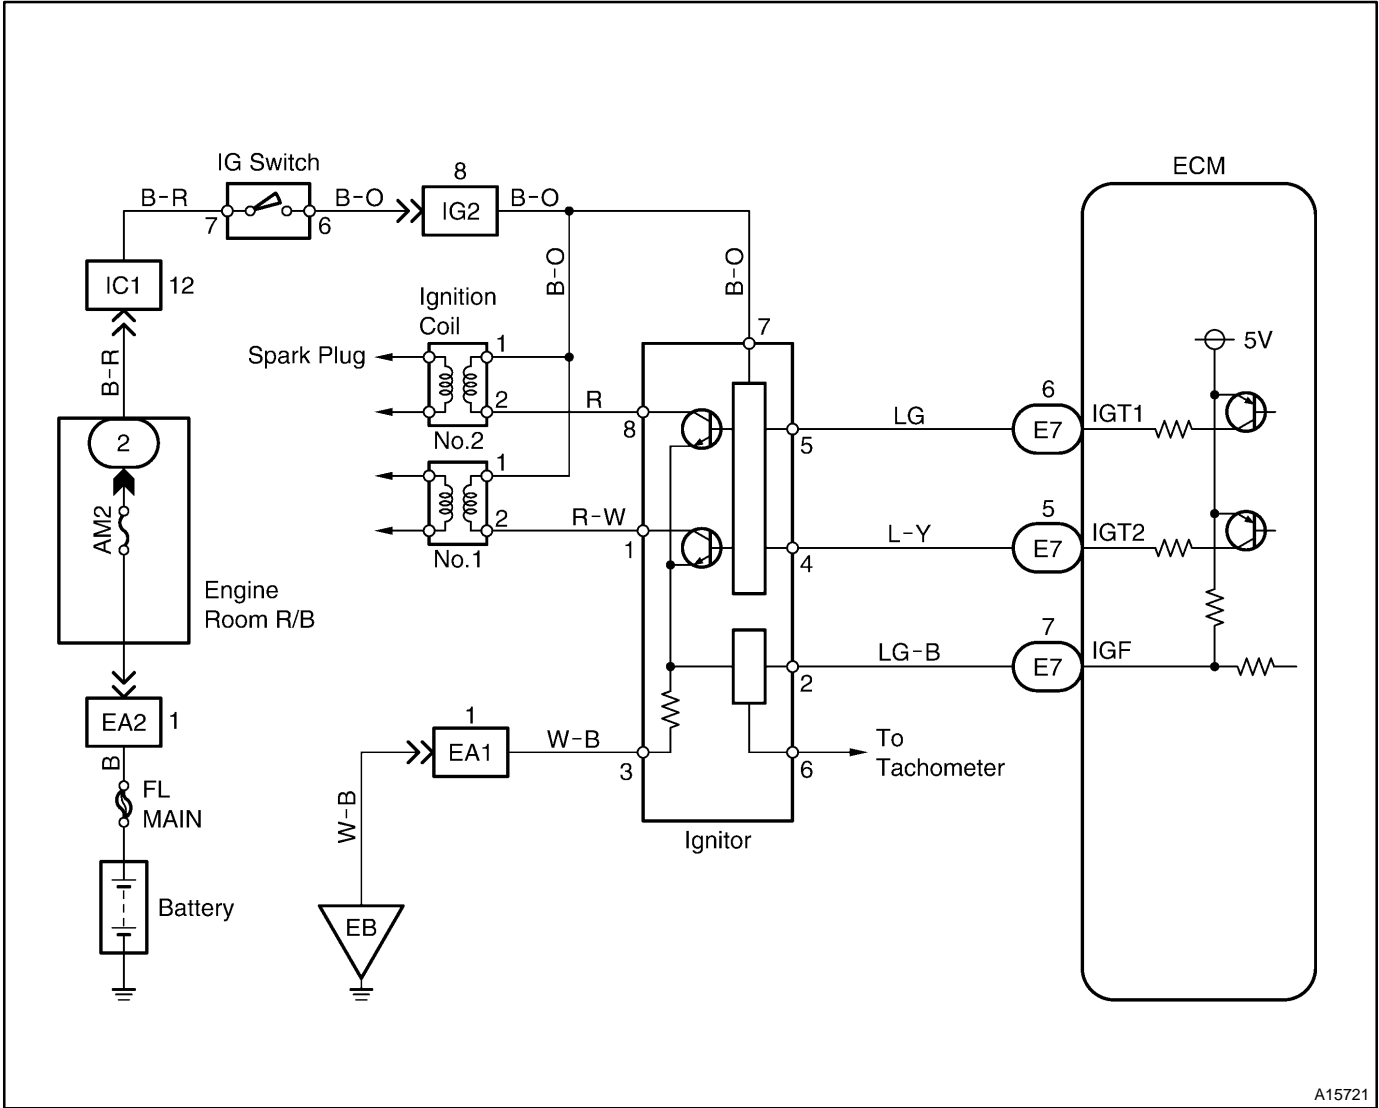 IG Switch
8
ECM
B-R
B-O
B-O
7
6
IG2
IC1
12
B-O
B-O
Ignition
Coil
7
5V
Spark Plug
1
B-R
6
2
R
LG
IGT1
8
E7
5
2
No.2
1
5
AM2
2
R-W
L-Y
IGT2
1
E7
4
No.1
Engine
Room R/B
7
LG-B
IGF
E7
2
EA2
1
1
W-B
To
Tachometer
EA1
3
6
B
FL
MAIN
W-B
Ignitor
Battery
EB
A15721